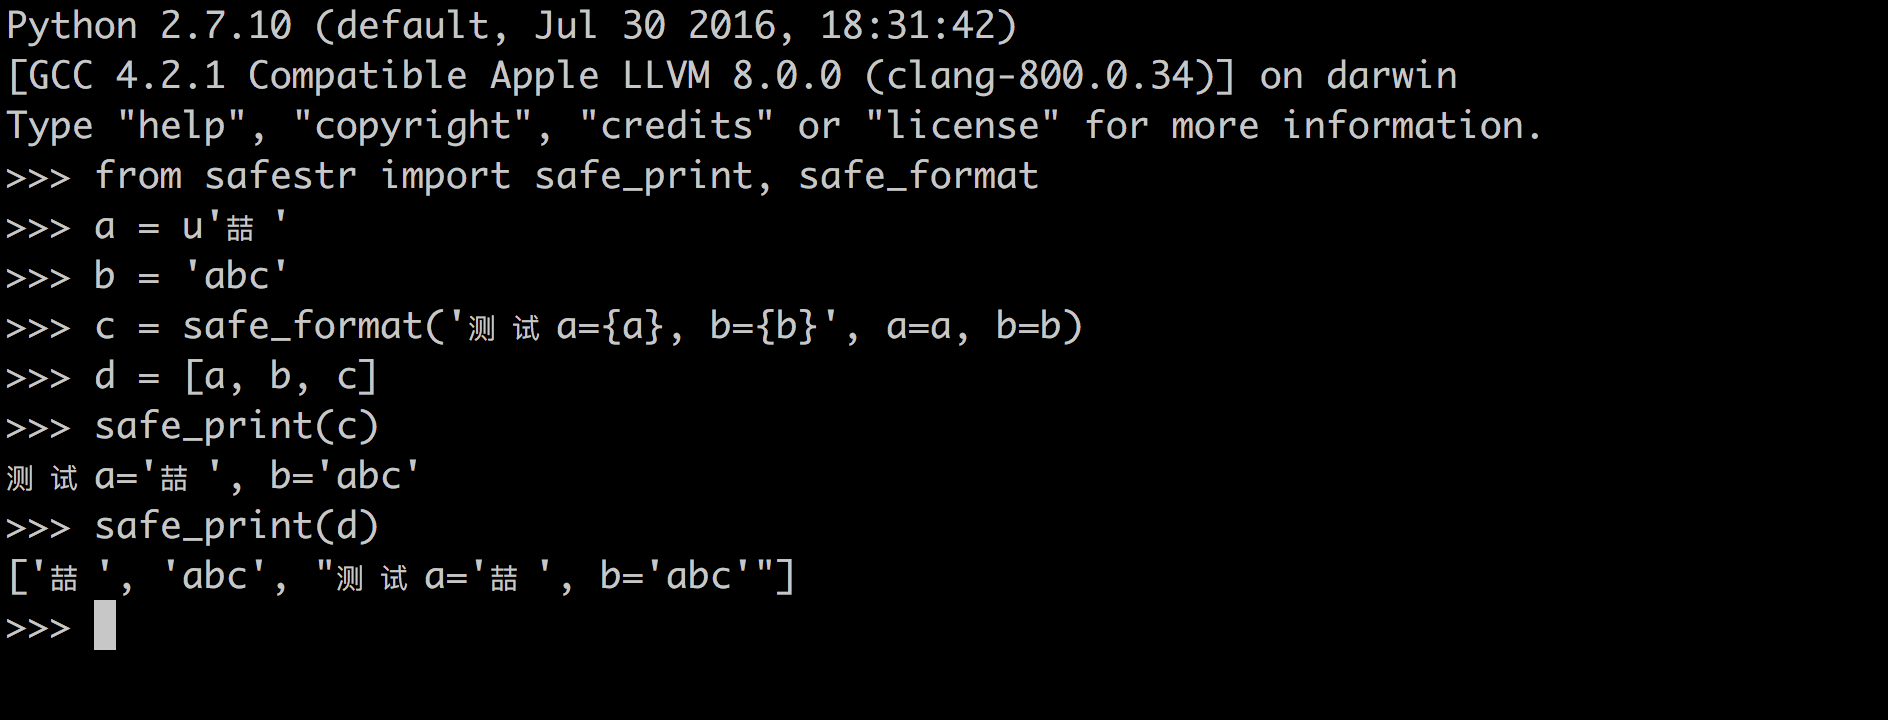 Python 2.7.10 (default, Jul 30 2016, 18:31:42)
[GCC 4.2.1 Compatible Apple LLVM 8.0.0 (clang-800.0.34)] on darwin
Type "help", "copyright", "credits" or "license" for more information.
>>> from safestr import safe_print, safe_format
>>> a = u'喆'
>>> b = 'abc'
>>> c = safe_format('测试a={a}, b={b}', a=a, b=b)
>>> d = [a, b, c]
>>> safe_print(c)
测试a='喆', b='abc'
>>> safe_print(d)
['喆', 'abc', "测试a='喆', b='abc'"]
>>>